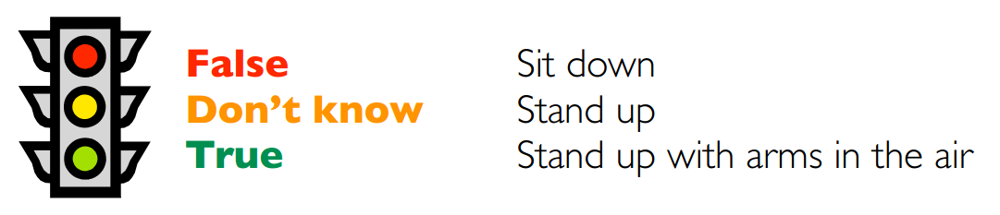 False Sit down
Don’t know Stand up
True Stand up with arms in the air